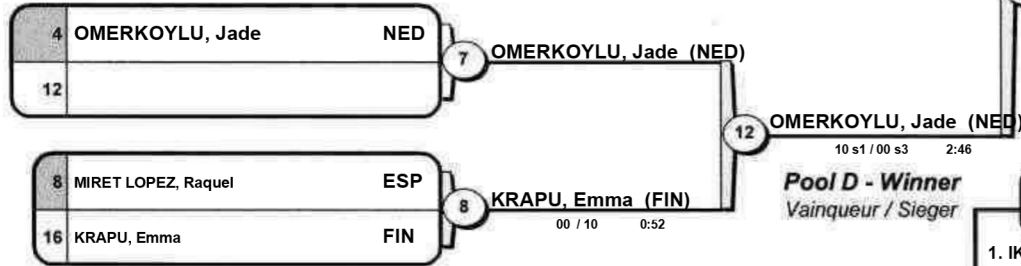 4 OMERKOYLU, Jade NED
12
7 OMERKOYLU, Jade (NED)
8 MIRET LOPEZ, Raquel ESP
16 KRAPU, Emma FIN
8 KRAPU, Emma (FIN)
00 / 10 0:52
12 OMERKOYLU, Jade (NED)
10 s1 / 00 s3 2:46
Pool D - Winner
Vainqueur / Sieger
1. IK